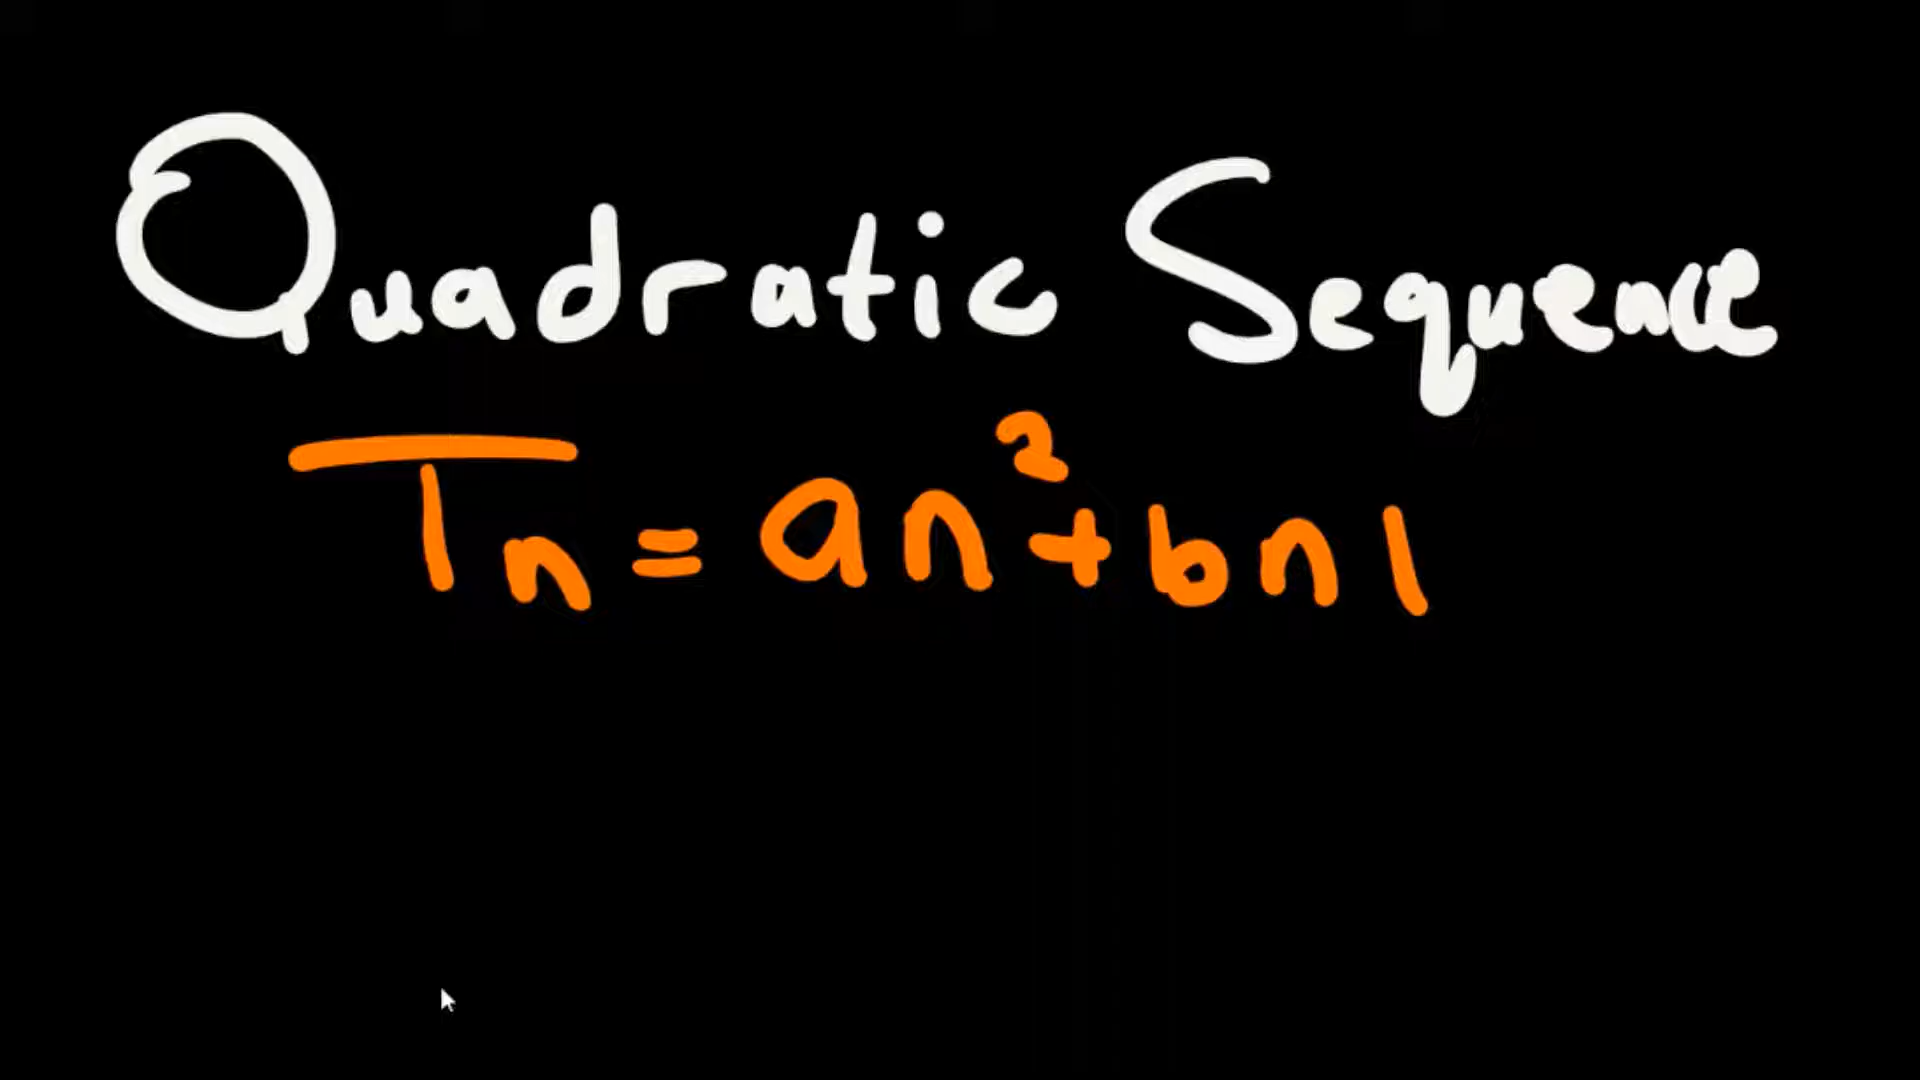 Quadratic Sequence
Tn = an² + bn |